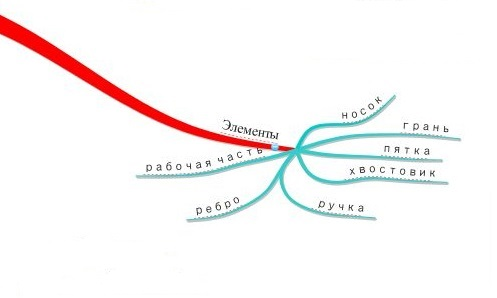 Элементы
носок
грань
пятка
хвостовик
ручка
ребро
рабочая часть